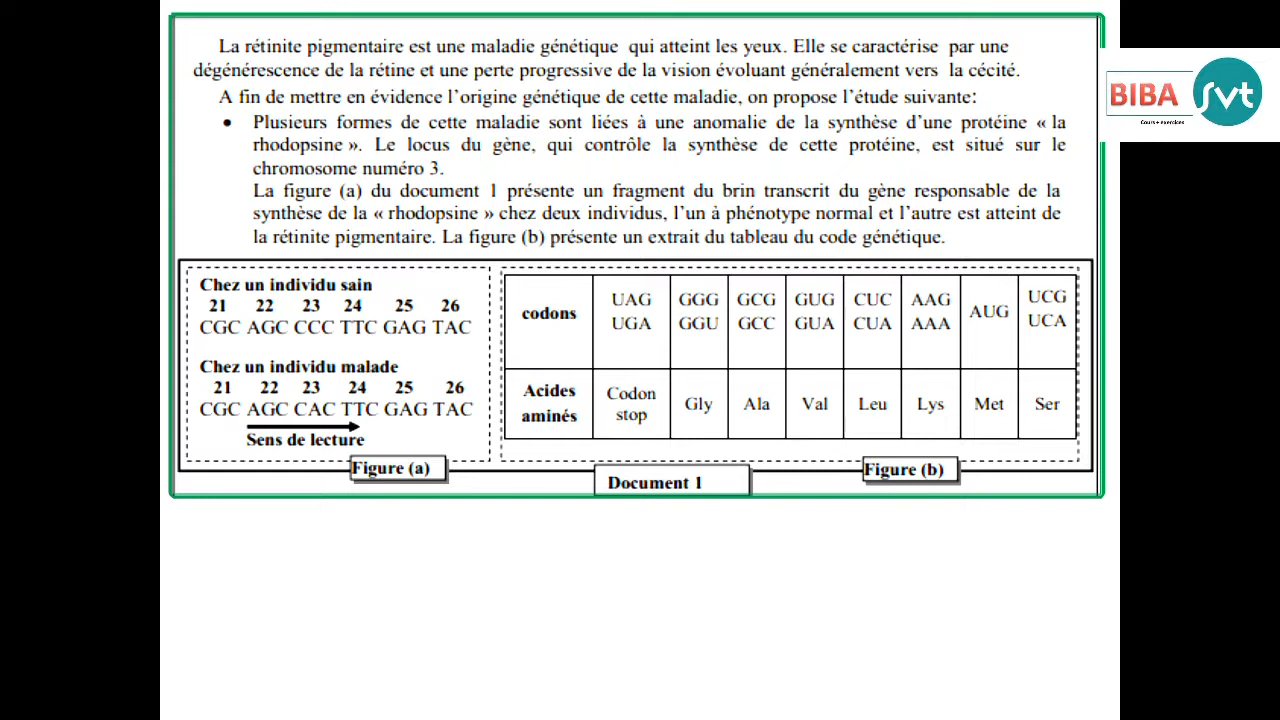 La rétinite pigmentaire est une maladie génétique qui atteint les yeux. Elle se caractérise par une
dégénérescence de la rétine et une perte progressive de la vision évoluant généralement vers la cécité.
A fin de mettre en évidence l'origine génétique de cette maladie, on propose l'étude suivante:
• Plusieurs formes de cette maladie sont liées à une anomalie de la synthèse d'une protéine « la
rhodopsine ». Le locus du gène, qui contrôle la synthèse de cette protéine, est situé sur le
chromosome numéro 3.
La figure (a) du document 1 présente un fragment du brin transcrit du gène responsable de la
synthèse de la « rhodopsine » chez deux individus, l'un à phénotype normal et l'autre est atteint de
la rétinite pigmentaire. La figure (b) présente un extrait du tableau du code génétique.
BIBA svt
Cours + exercices
Chez un individu sain
21 22 23 24 25 26
CGC AGC CCC TTC GAG TAC
Chez un individu malade
21 22 23 24 25 26
CGC AGC CAC TTC GAG TAC
Sens de lecture
Figure (a)
codons
UAG GGG GCG GUG CUC AAG AUG UCG
UGA GGU GCC GUA CUA AAA UCA
Acides
aminés
Codon
stop
Gly Ala Val Leu Lys Met Ser
Figure (b)
Document 1